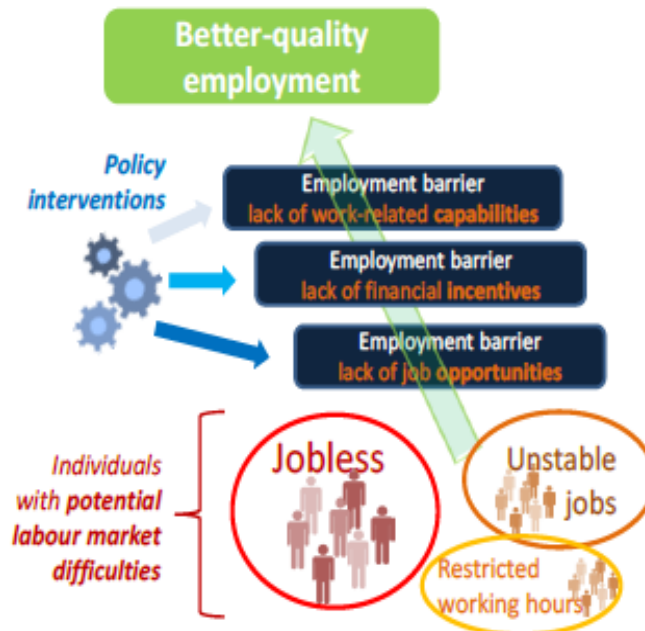 Better-quality
employment
Policy
interventions
Employment barrier
lack of work-related capabilities
Employment barrier
lack of financial incentives
Employment barrier
lack of job opportunities
Individuals
with potential
labour market
difficulties
Jobless
Unstable
jobs
Restricted
working hours